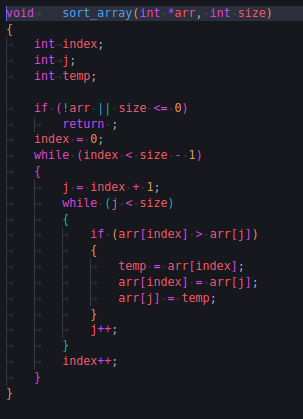 void	sort_array(int *arr, int size)
{
	int	index;
	int	j;
	int	temp;

	if (!arr || size <= 0)
		return ;
	index = 0;
	while (index < size - 1)
	{
		j = index + 1;
		while (j < size)
		{
			if (arr[index] > arr[j])
			{
				temp = arr[index];
				arr[index] = arr[j];
				arr[j] = temp;
			}
			j++;
		}
		index++;
	}
}